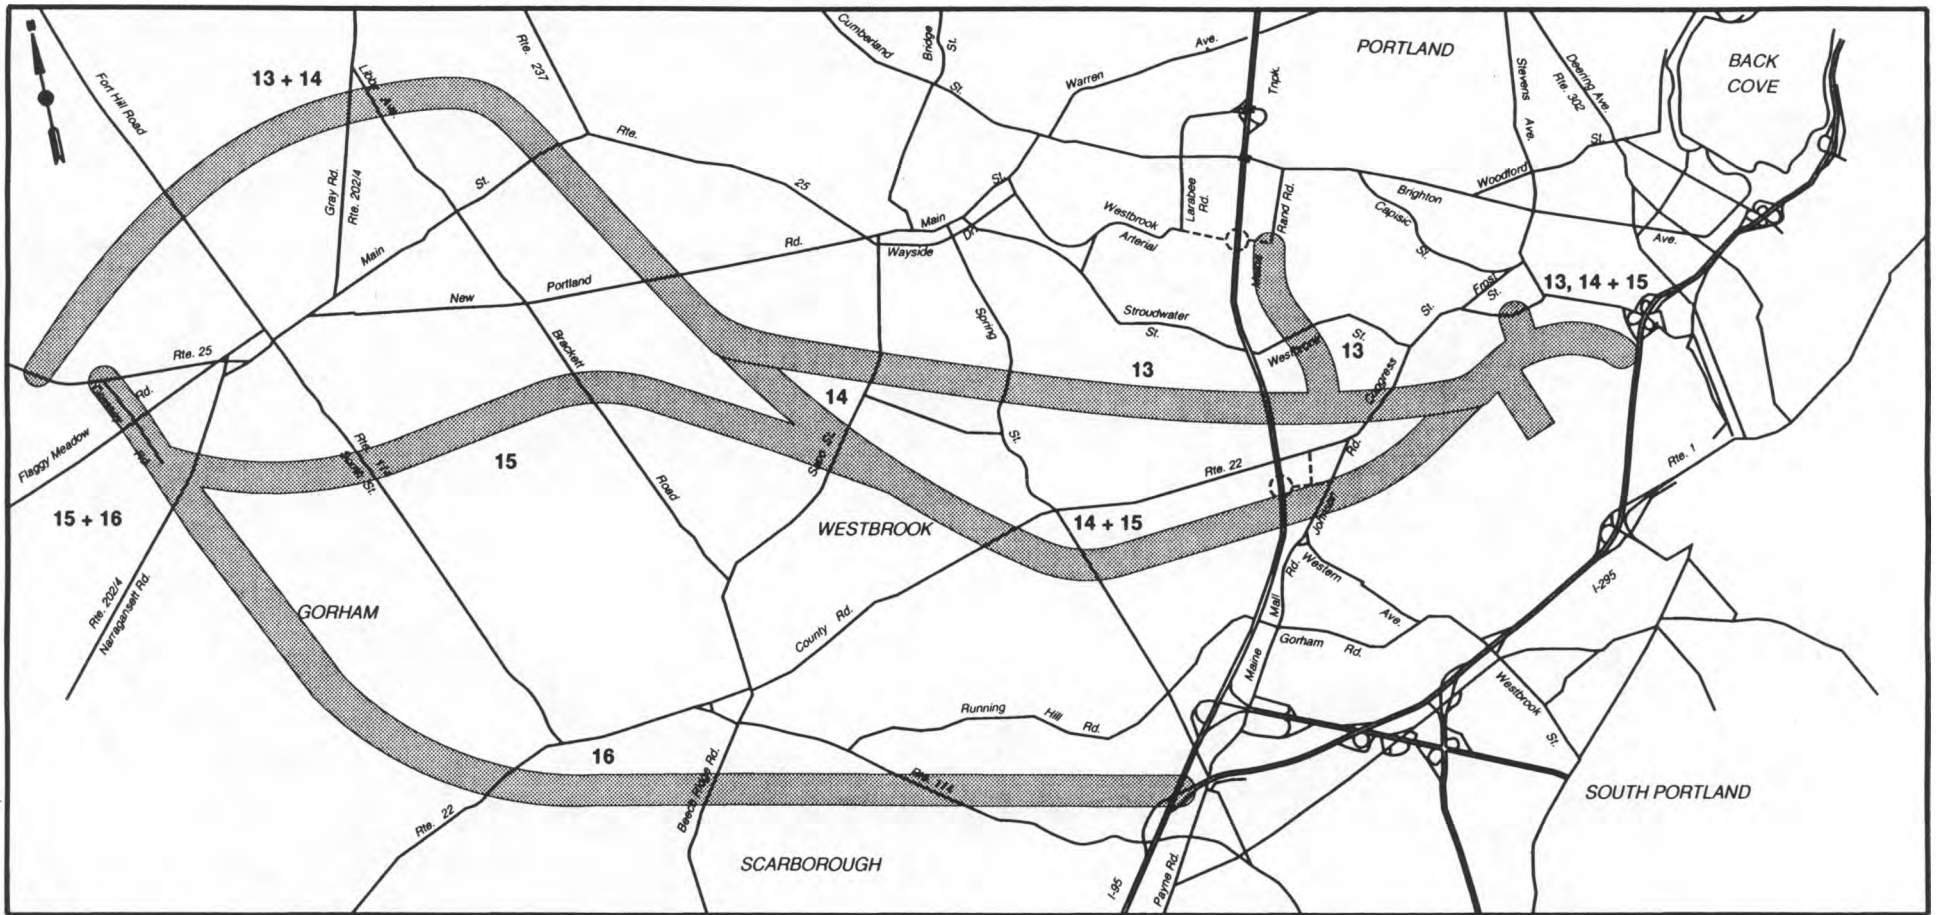 Cumberland
St.
Bridge
St.
Ave.
Warren
PORTLAND
BACK
COVE
Fort Hill Road
13 + 14
Libby Ave.
Rte. 237
Tnpk.
Stevens
Ave.
Deering Ave.
Rte. 302
Rte.
25
St.
Woodford
St.
Gray Rd.
Rte. 202/4
St.
Main
Main
Wayside
Dr.
Westbrook
Arterial
Larabee
Rd.
Rand Rd.
Brighton
Ave.
Capisic
St.
Maine
Frost
St.
13, 14 + 15
New
Portland
Rd.
Spring
St.
Stroudwater
St.
Westbrook
St.
13
St.
Congress
Rte. 25
Rd.
Flaggy Meadow
Brackett
Road
13
14
Rte. 114
South St.
15
Saco St.
Rte. 22
Rd.
Rte. 1
15 + 16
WESTBROOK
14 + 15
Johnson
Rd.
Western
Ave.
I-295
Rte. 202/4
Narragansett Rd.
GORHAM
County
Rd.
Mall
Maine
Gorham
Rd.
Westbrook
St.
Running
Hill
Rd.
16
Rte. 114
Beech Ridge Rd.
Rte. 22
SOUTH PORTLAND
SCARBOROUGH
I-95
Payne Rd.